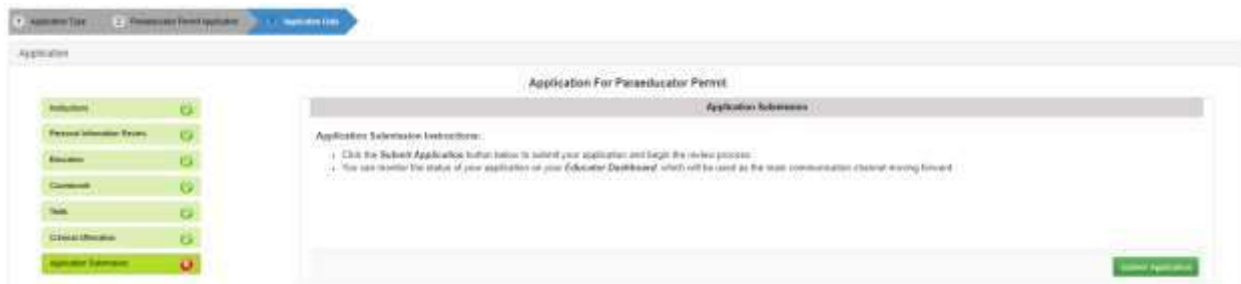 1 Application Type
2 Paraeducator Permit Application
Application Data
Application
Application For Paraeducator Permit
Instructions
Personal Information Review
Education
Coursework
Tests
Criminal Offenses
Application Submission
Application Submission
Application Submission Instructions:
Click the Submit Application button below to submit your application and begin the review process.
You can monitor the status of your application on your Educator Dashboard which will be used as the main communication channel moving forward
Submit Application